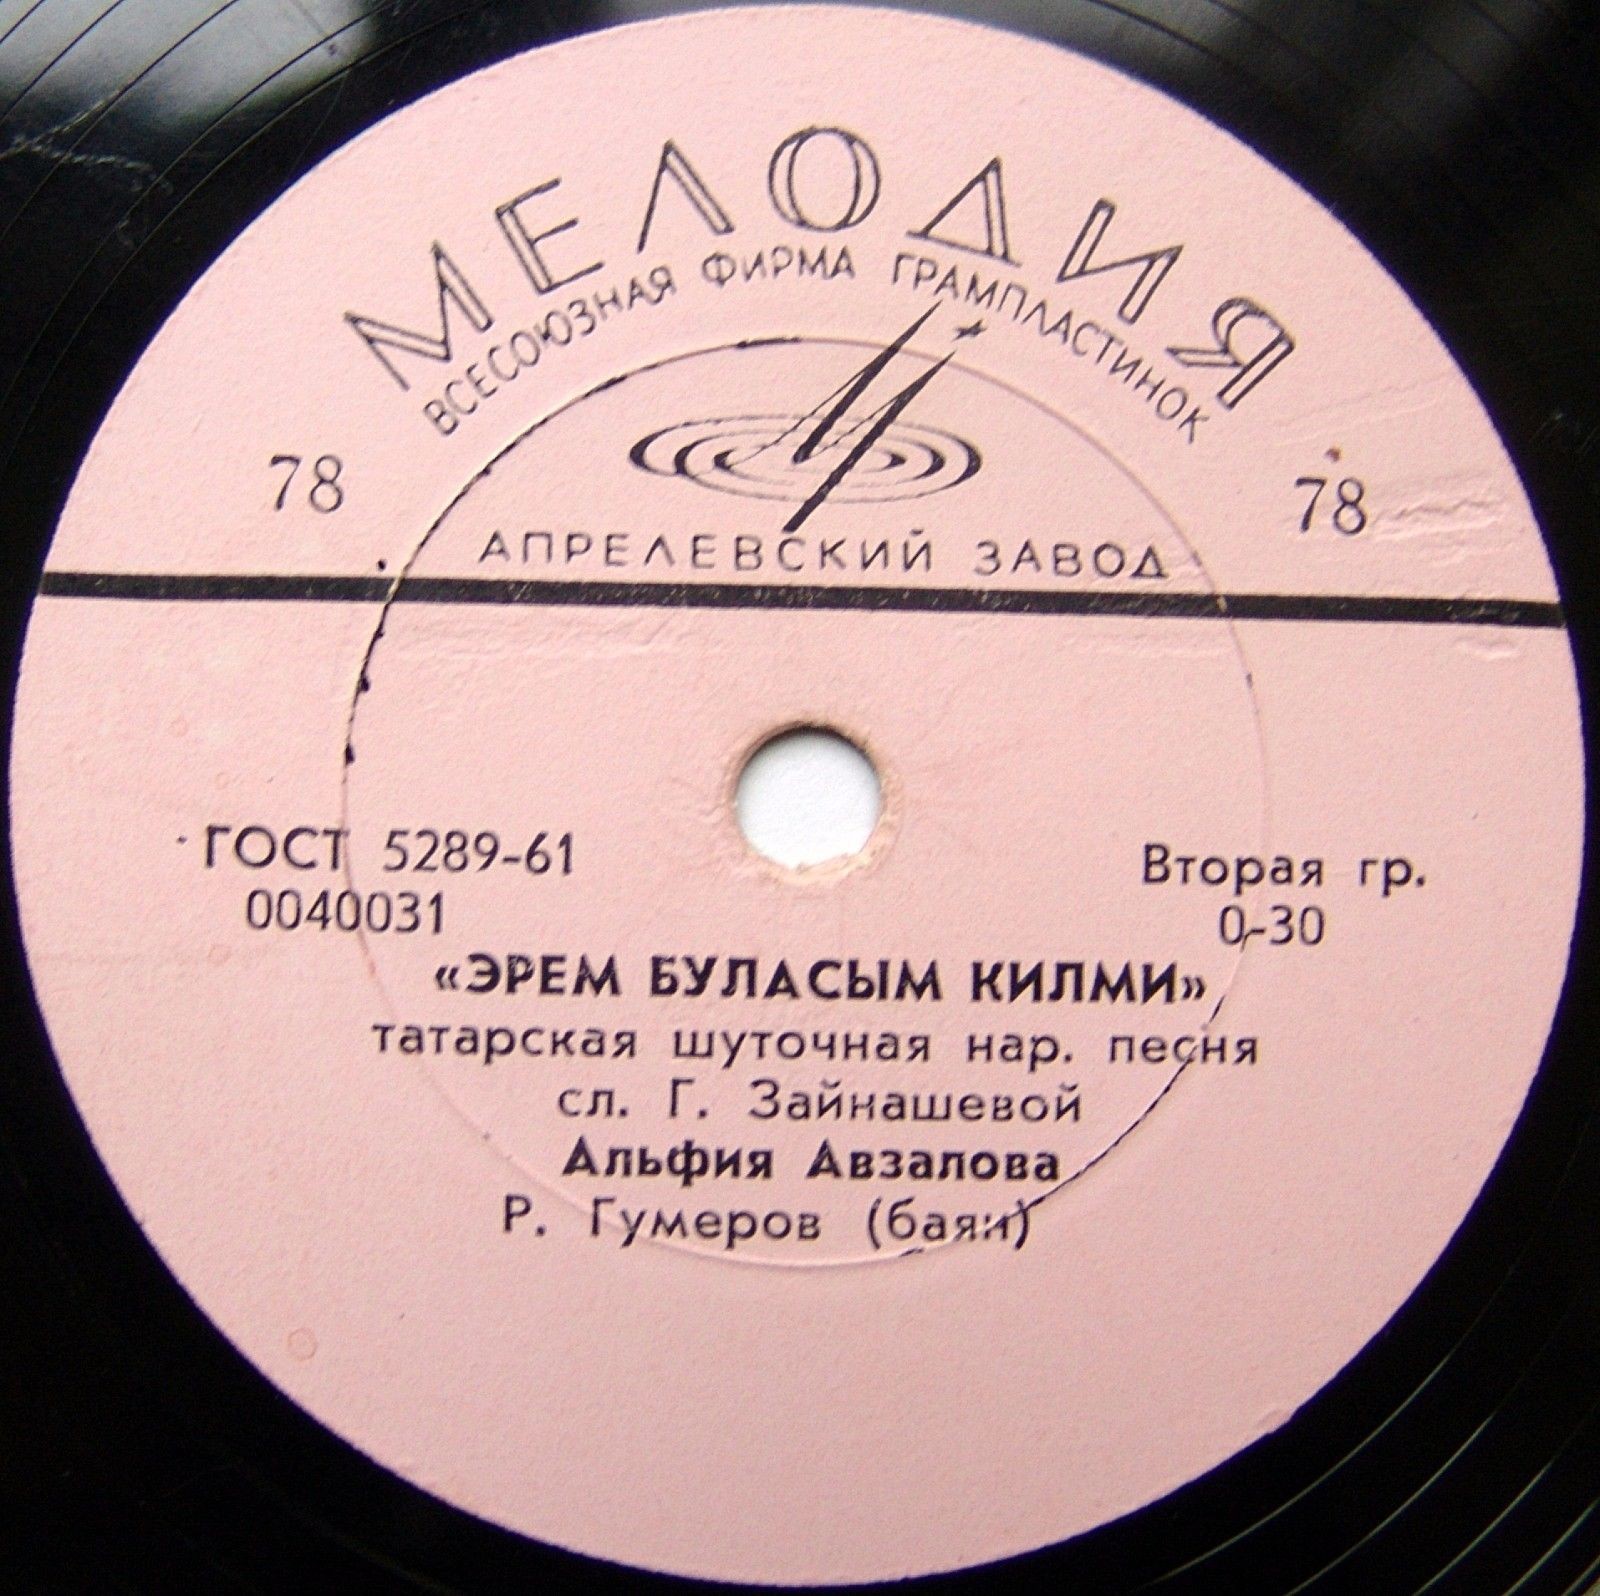 МЕЛОДИЯ
ВСЕСОЮЗНАЯ ФИРМА ГРАМПЛАСТИНОК
78 78
АПРЕЛЕВСКИЙ ЗАВОД
ГОСТ 5289-61 Вторая гр.
0040031 0-30
«ЭРЕМ БУЛАСЫМ КИЛМИ»
татарская шуточная нар. песня
сл. Г. Зайнашевой
Альфия Авзалова
Р. Гумеров (баян)